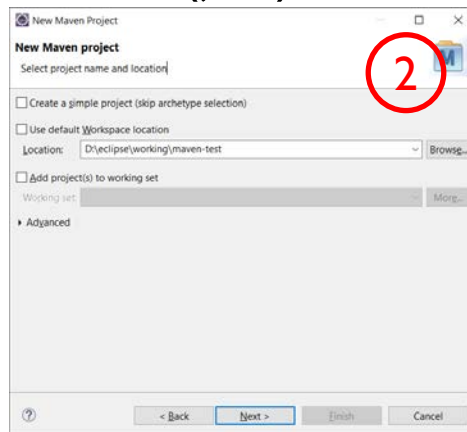 New Maven Project
New Maven project
Select project name and location
2
M
Create a simple project (skip archetype selection)
Use default Workspace location
Location: D:\eclipse\working\maven-test Browse...
Add project(s) to working set
Working set: More...
Advanced
? < Back Next > Finish Cancel